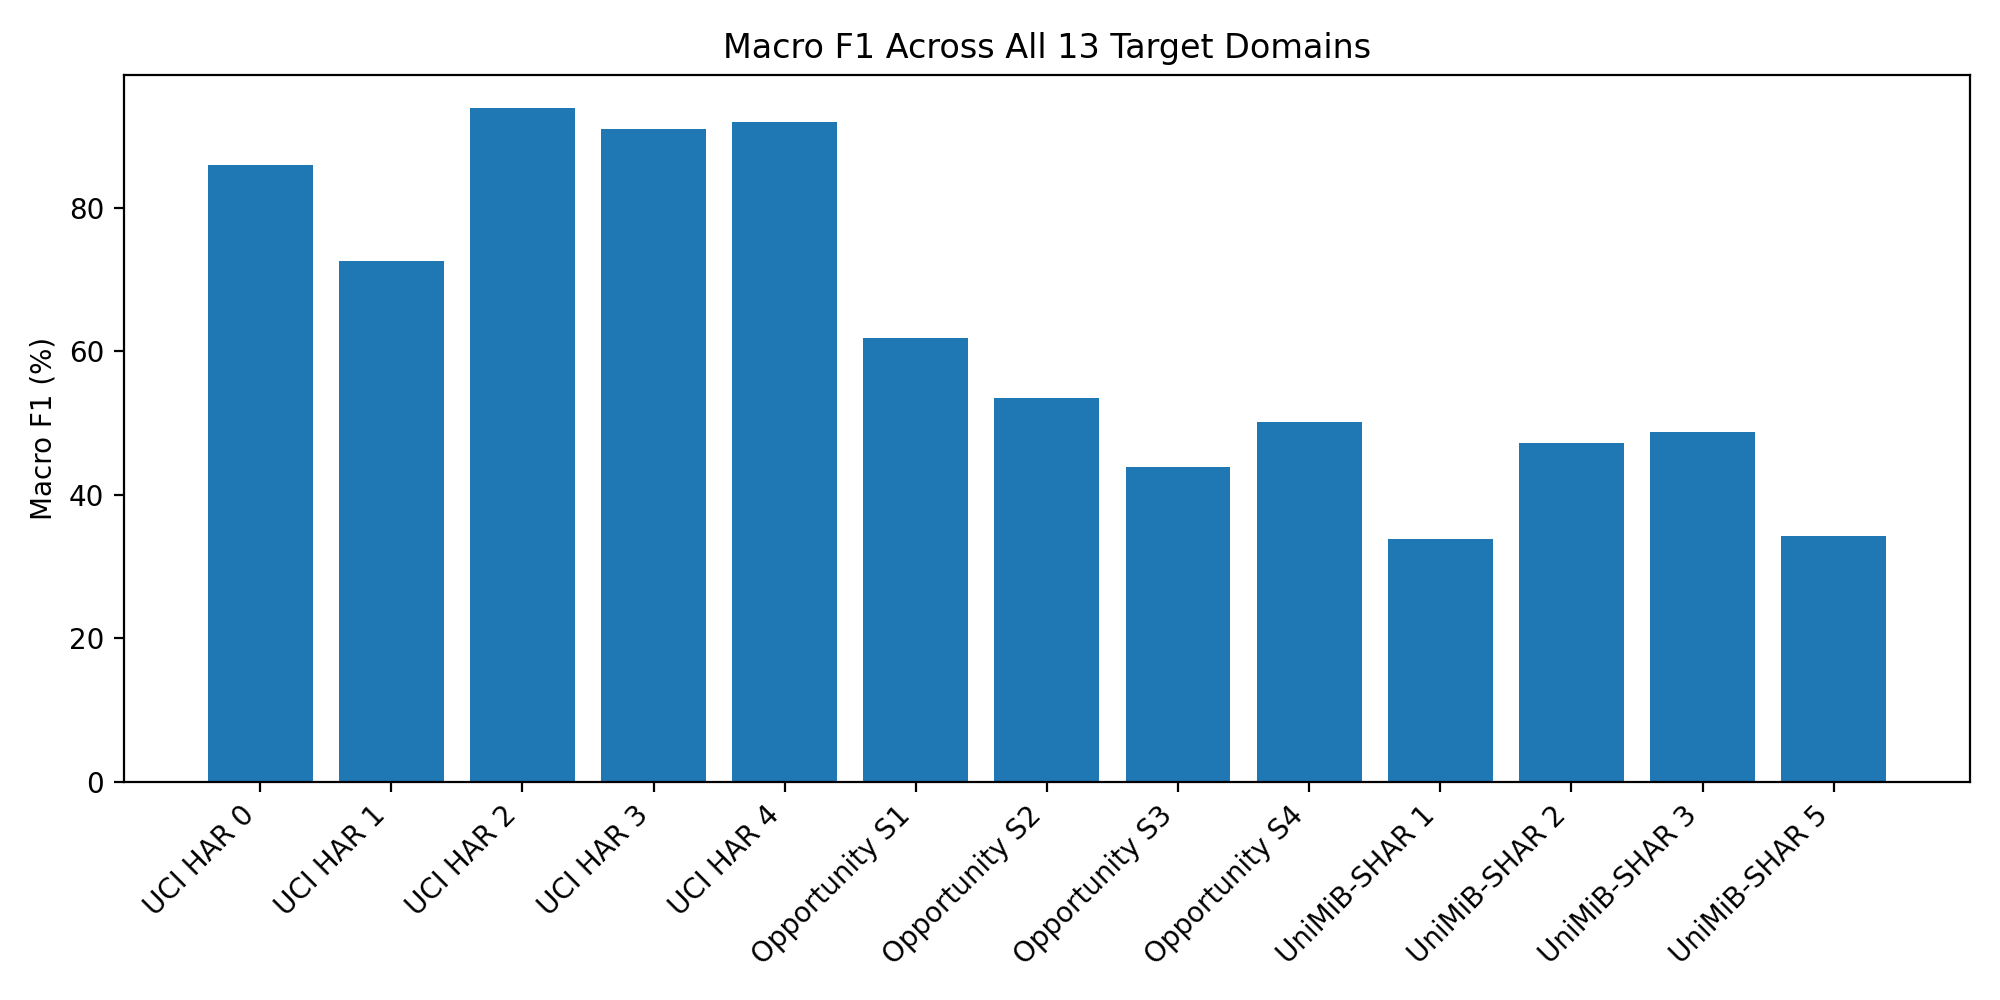 Macro F1 Across All 13 Target Domains
Macro F1 (%)
80
60
40
20
0
UCI HAR 0
UCI HAR 1
UCI HAR 2
UCI HAR 3
UCI HAR 4
Opportunity S1
Opportunity S2
Opportunity S3
Opportunity S4
UniMiB-SHAR 1
UniMiB-SHAR 2
UniMiB-SHAR 3
UniMiB-SHAR 5